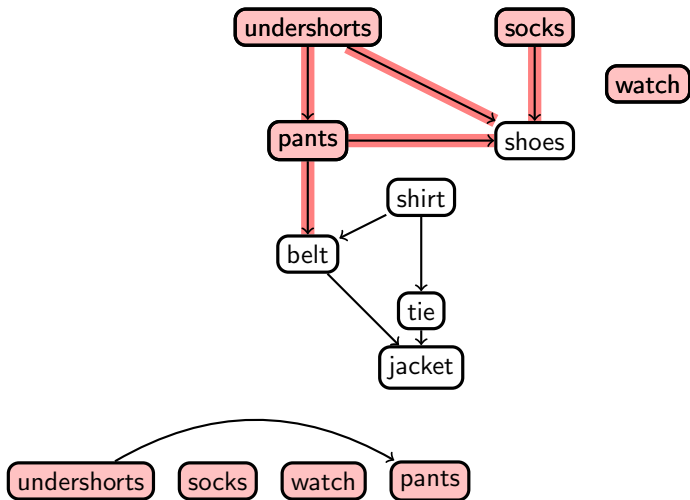 undershorts
socks
watch
pants
shoes
shirt
belt
tie
jacket
undershorts socks watch pants